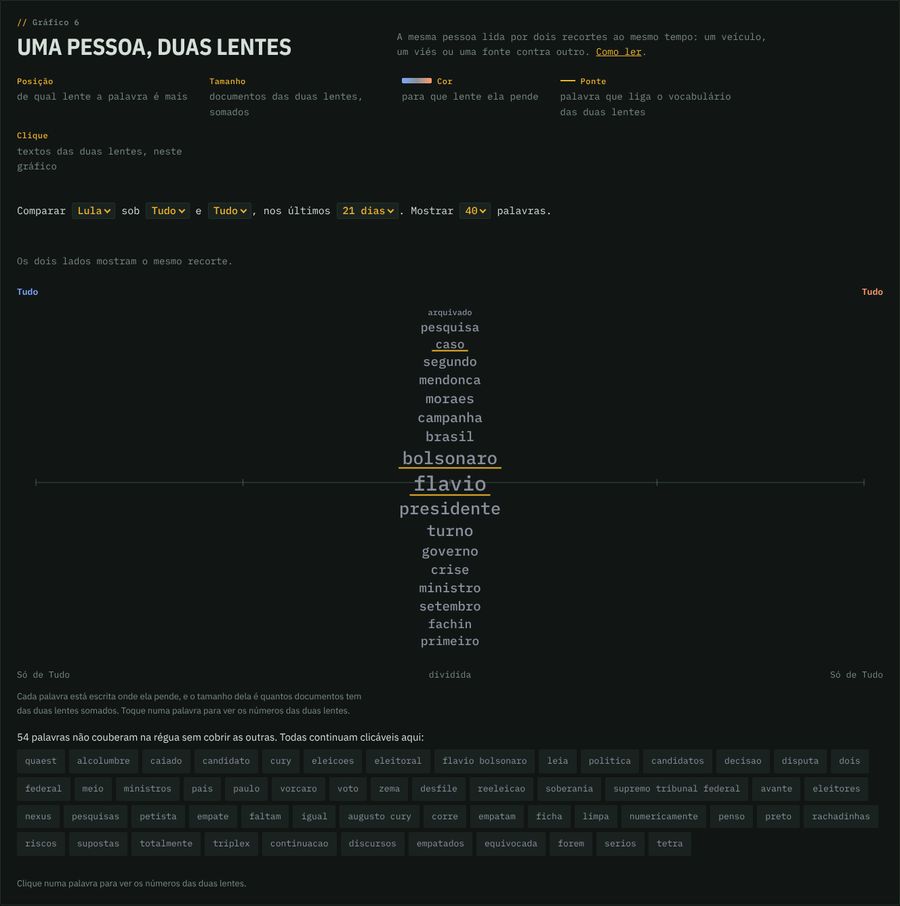 // Gráfico 6
UMA PESSOA, DUAS LENTES
A mesma pessoa lida por dois recortes ao mesmo tempo: um veículo,
um viés ou uma fonte contra outro. Como ler.
Posição
de qual lente a palavra é mais
Tamanho
documentos das duas lentes,
somados
Cor
para que lente ela pende
Ponte
palavra que liga o vocabulário
das duas lentes
Clique
textos das duas lentes, neste
gráfico
Comparar Lula sob Tudo e Tudo, nos últimos 21 dias. Mostrar 40 palavras.
Os dois lados mostram o mesmo recorte.
Tudo Tudo
arquivado
pesquisa
caso
segundo
mendonca
moraes
campanha
brasil
bolsonaro
flavio
presidente
turno
governo
crise
ministro
setembro
fachin
primeiro
Só de Tudo dividida Só de Tudo
Cada palavra está escrita onde ela pende, e o tamanho dela é quantos documentos tem
das duas lentes somados. Toque numa palavra para ver os números das duas lentes.
54 palavras não couberam na régua sem cobrir as outras. Todas continuam clicáveis aqui:
quaest alcolumbre caiado candidato cury eleicoes eleitoral flavio bolsonaro leia politica candidatos decisao disputa dois
federal meio ministros pais paulo vorcaro voto zema desfile reeleicao soberania supremo tribunal federal avante eleitores
nexus pesquisas petista empate faltam igual augusto cury corre empatam ficha limpa numericamente penso preto rachadinhas
riscos supostas totalmente triplex continuacao discursos empatados equivocada forem serios tetra
Clique numa palavra para ver os números das duas lentes.